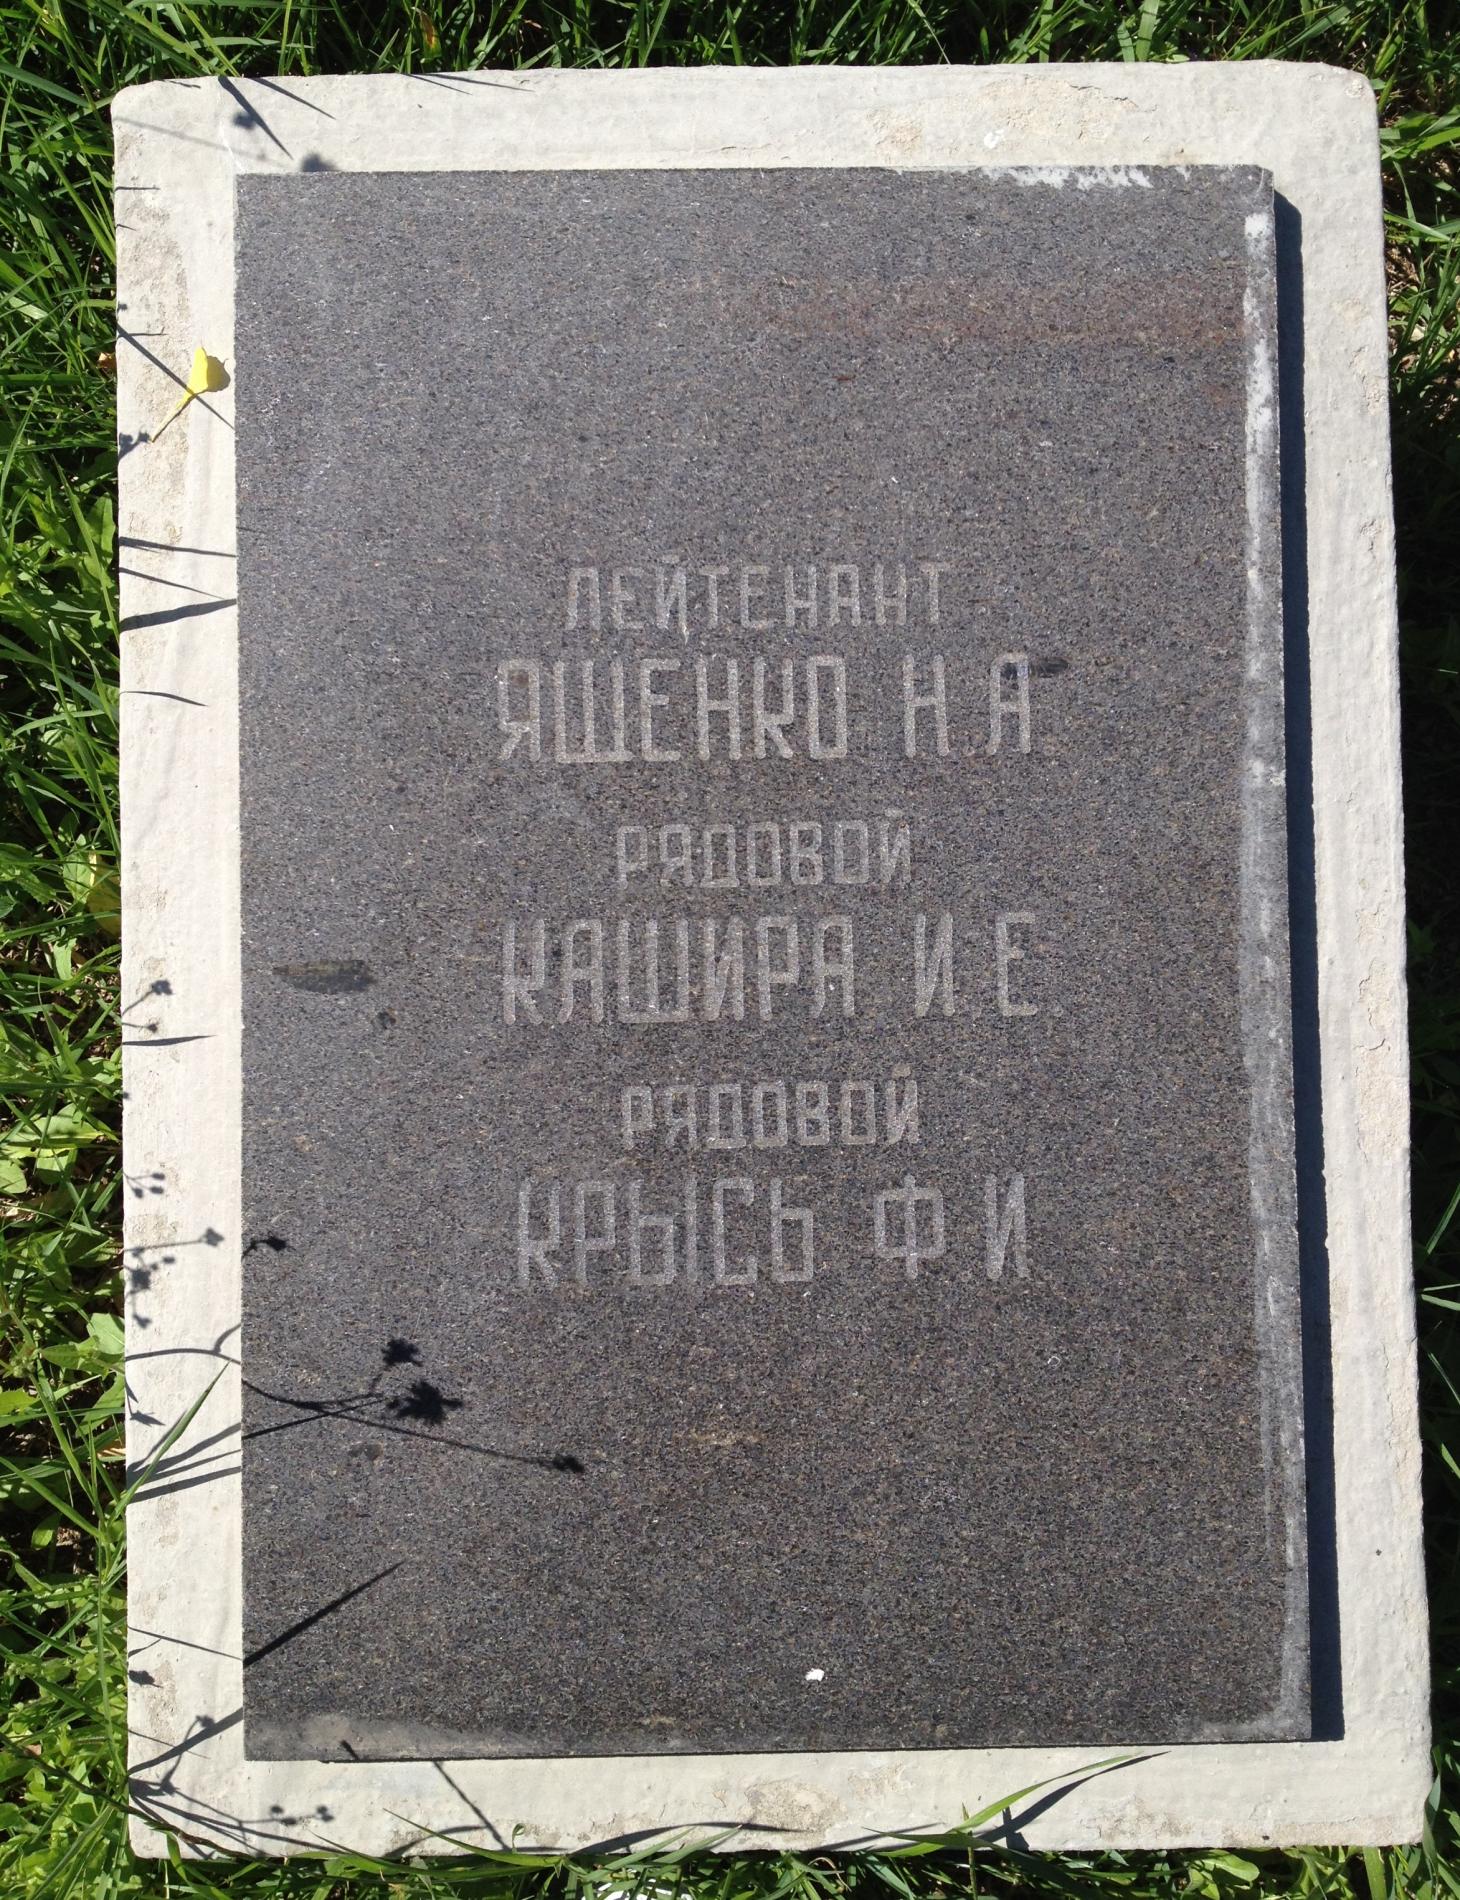 ЛЕЙТЕНАНТ
ЯЩЕНКО Н.А.
РЯДОВОЙ
КАШИРА И.Е.
РЯДОВОЙ
КРЫСЬ Ф.И.